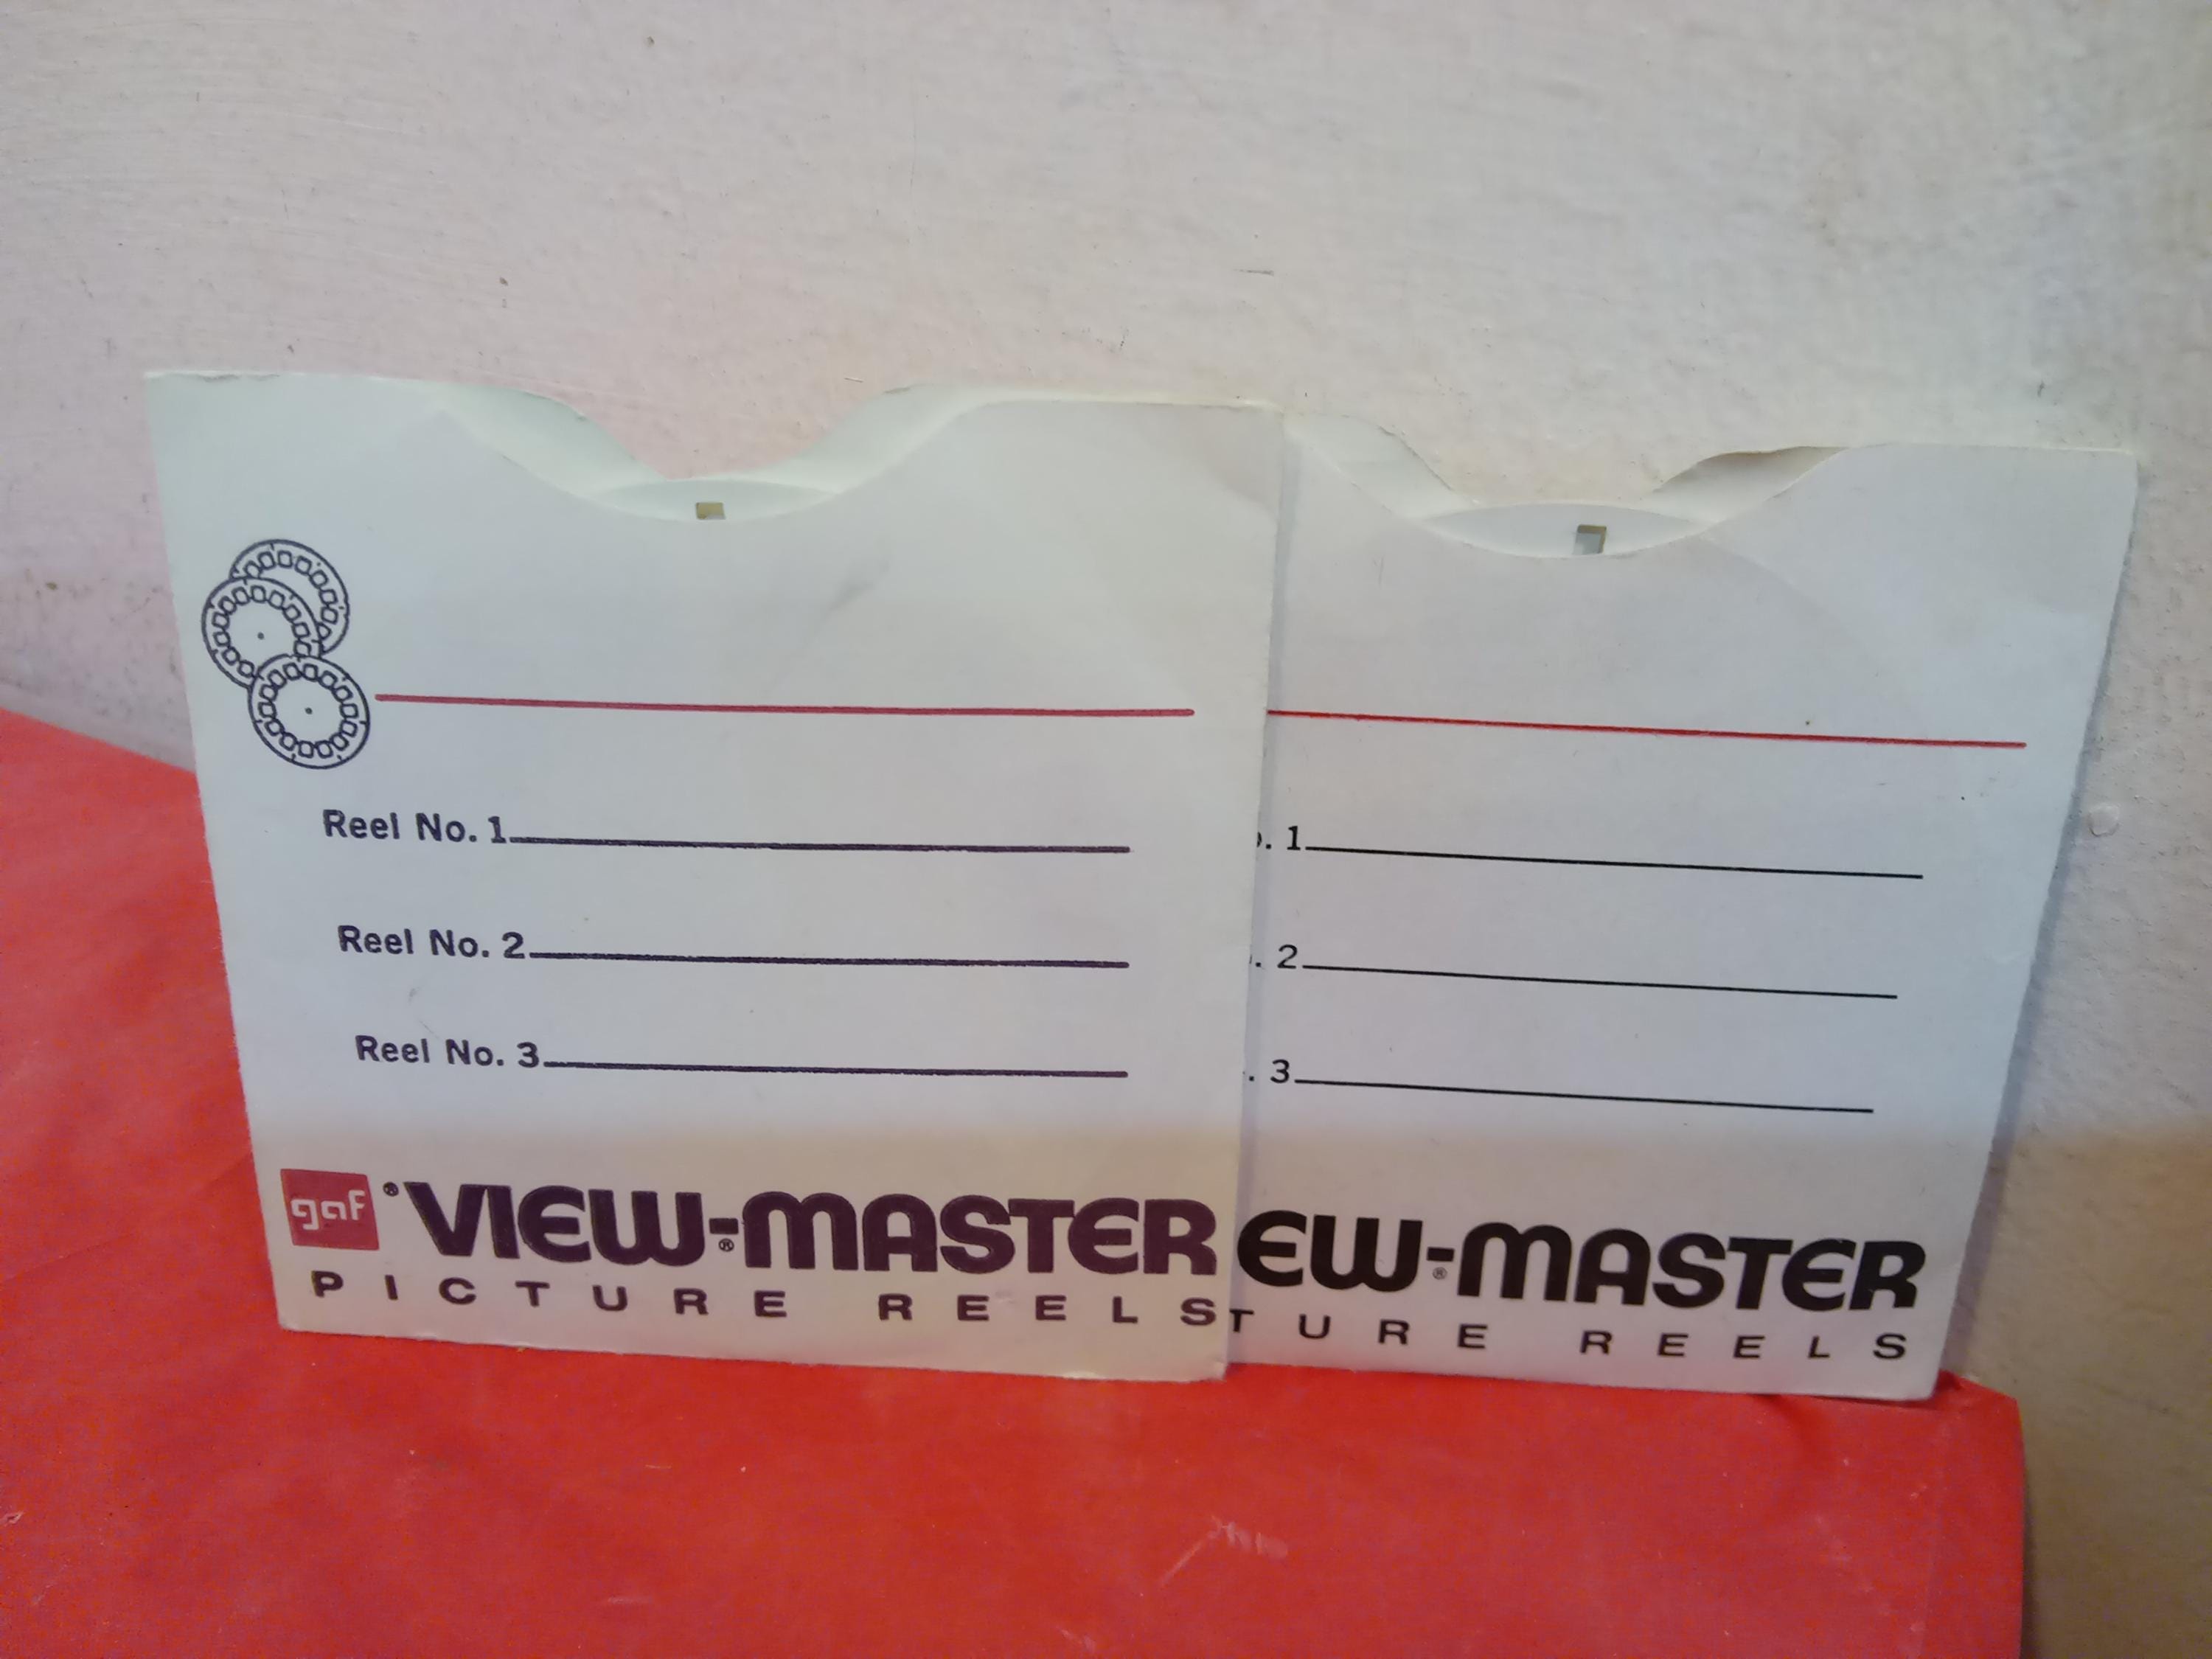 Reel No. 1
Reel No. 2
Reel No. 3
gaf® VIEW-MASTER®
PICTURE REELS
. 1
. 2
. 3
EW-MASTER®
TURE REELS